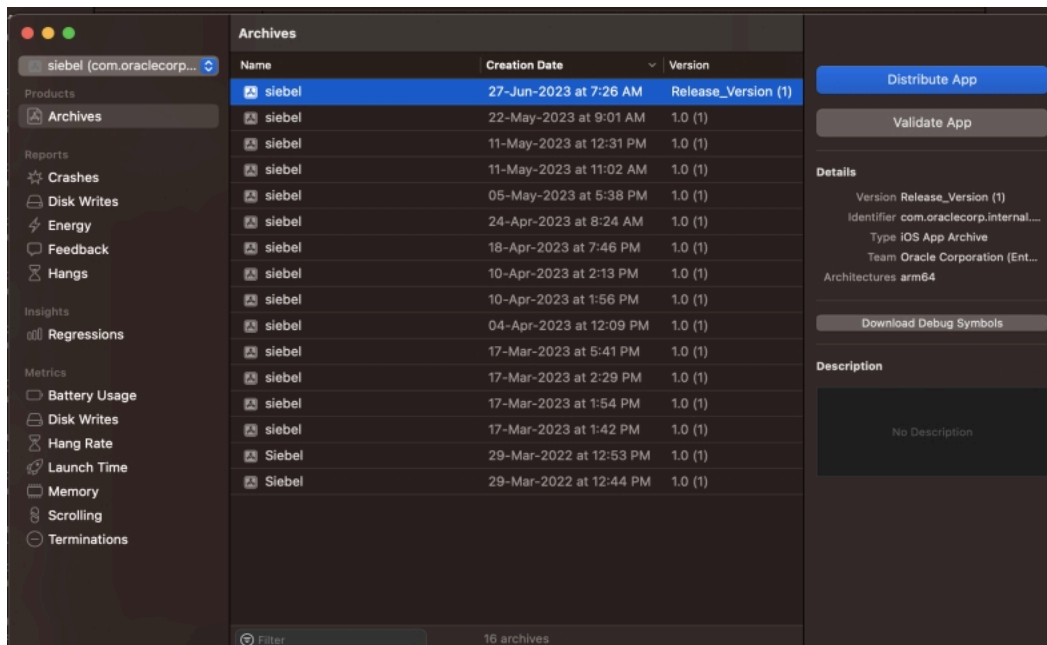 Archives
siebel (com.oraclecorp...
Products
Archives
Reports
Crashes
Disk Writes
Energy
Feedback
Hangs
Insights
Regressions
Metrics
Battery Usage
Disk Writes
Hang Rate
Launch Time
Memory
Scrolling
Terminations
Name Creation Date Version
siebel 27-Jun-2023 at 7:26 AM Release_Version (1)
siebel 22-May-2023 at 9:01 AM 1.0 (1)
siebel 11-May-2023 at 12:31 PM 1.0 (1)
siebel 11-May-2023 at 11:02 AM 1.0 (1)
siebel 05-May-2023 at 5:38 PM 1.0 (1)
siebel 24-Apr-2023 at 8:24 AM 1.0 (1)
siebel 18-Apr-2023 at 7:46 PM 1.0 (1)
siebel 10-Apr-2023 at 2:13 PM 1.0 (1)
siebel 10-Apr-2023 at 1:56 PM 1.0 (1)
siebel 04-Apr-2023 at 12:09 PM 1.0 (1)
siebel 17-Mar-2023 at 5:41 PM 1.0 (1)
siebel 17-Mar-2023 at 2:29 PM 1.0 (1)
siebel 17-Mar-2023 at 1:54 PM 1.0 (1)
siebel 17-Mar-2023 at 1:42 PM 1.0 (1)
Siebel 29-Mar-2022 at 12:53 PM 1.0 (1)
Siebel 29-Mar-2022 at 12:44 PM 1.0 (1)
Filter 16 archives
Distribute App
Validate App
Details
Version Release_Version (1)
Identifier com.oraclecorp.internal....
Type iOS App Archive
Team Oracle Corporation (Ent...
Architectures arm64
Download Debug Symbols
Description
No Description